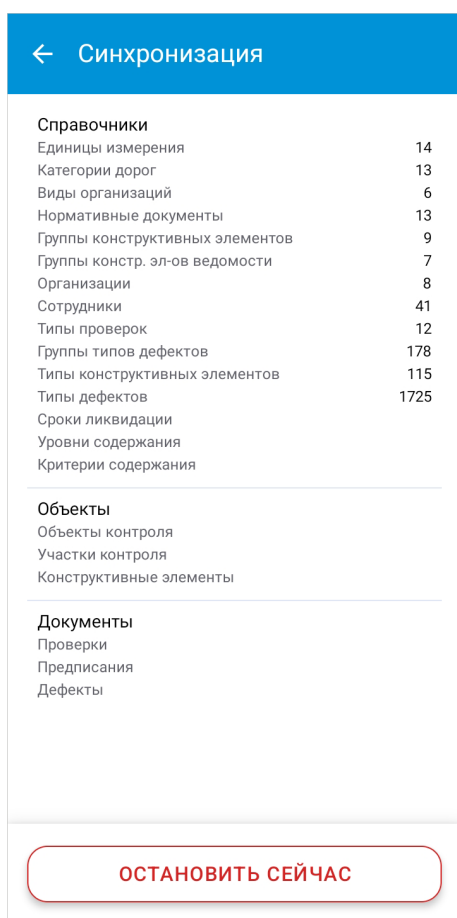 Синхронизация
Справочники
Единицы измерения 14
Категории дорог 13
Виды организаций 6
Нормативные документы 13
Группы конструктивных элементов 9
Группы констр. эл-ов ведомости 7
Организации 8
Сотрудники 41
Типы проверок 12
Группы типов дефектов 178
Типы конструктивных элементов 115
Типы дефектов 1725
Сроки ликвидации
Уровни содержания
Критерии содержания
Объекты
Объекты контроля
Участки контроля
Конструктивные элементы
Документы
Проверки
Предписания
Дефекты
ОСТАНОВИТЬ СЕЙЧАС